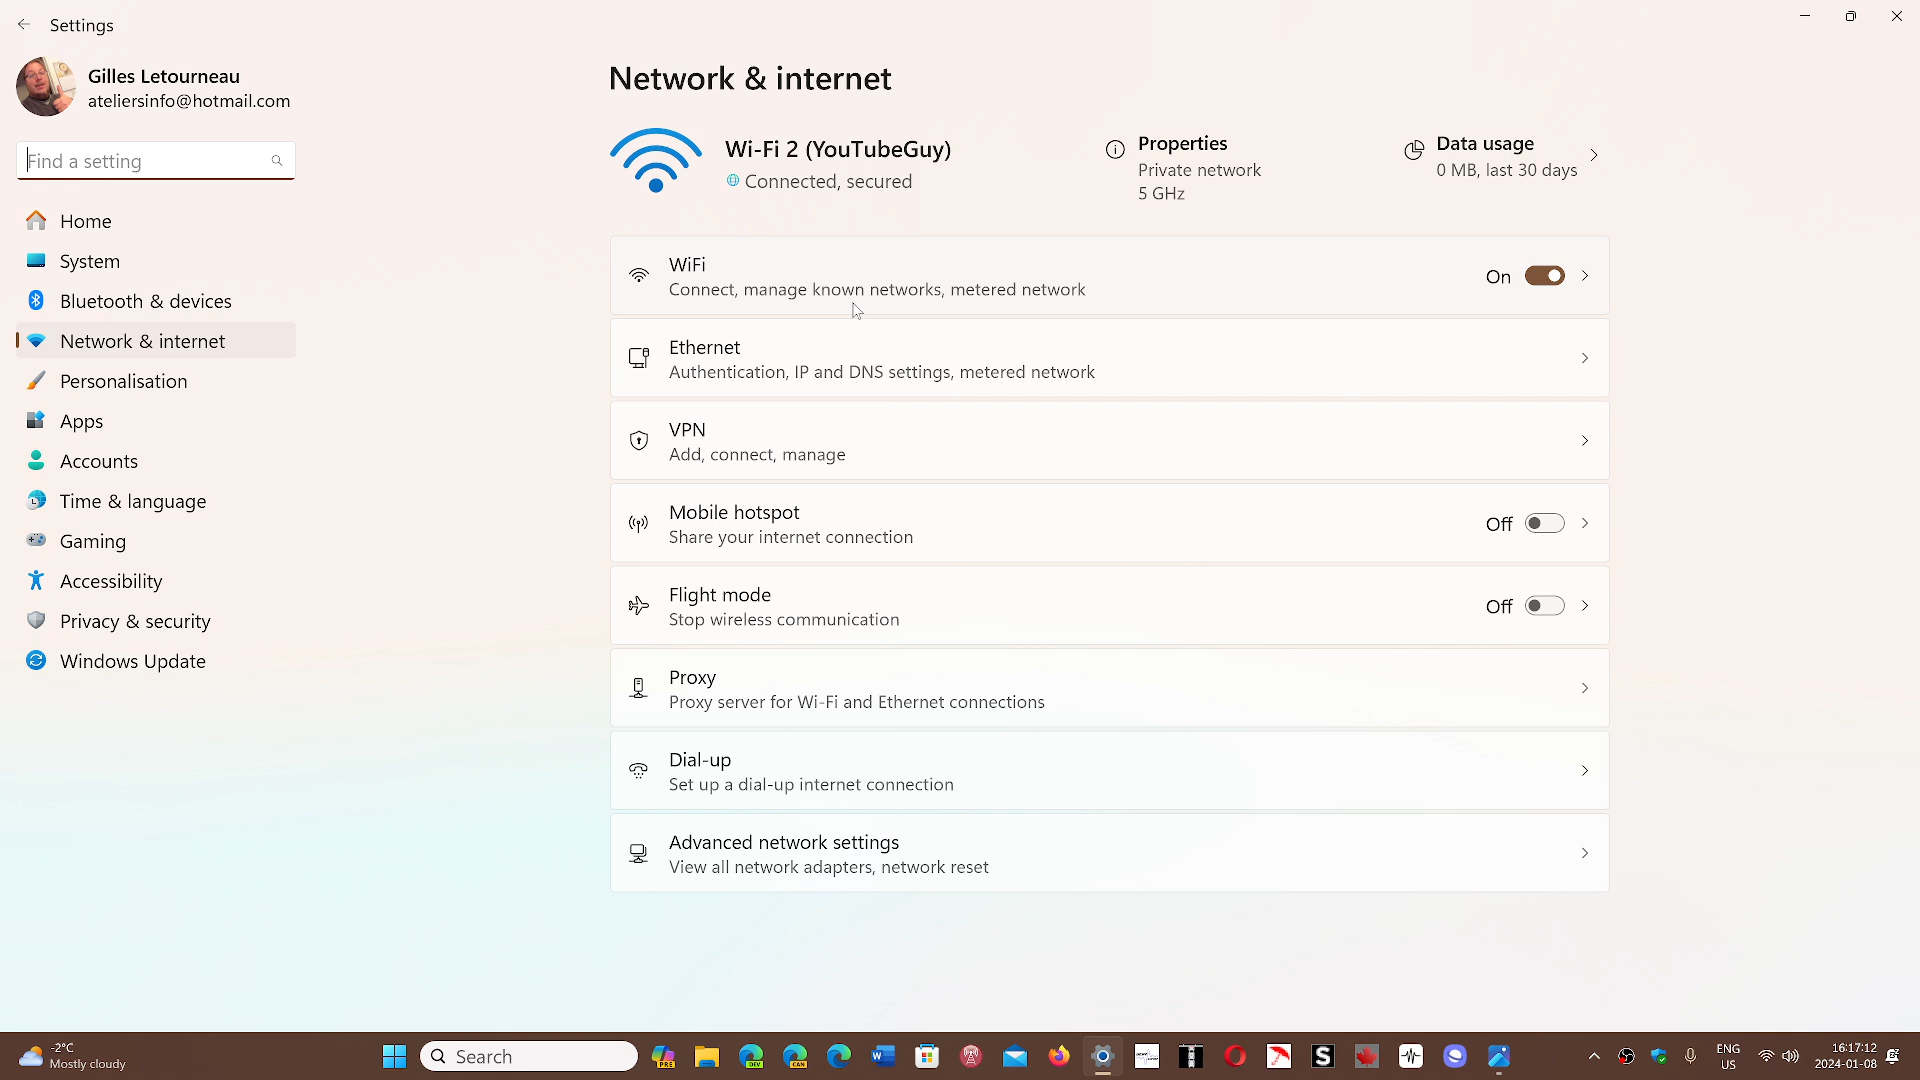 Settings
Gilles Letourneau
ateliersinfo@hotmail.com
Find a setting
Home
System
Bluetooth & devices
Network & internet
Personalisation
Apps
Accounts
Time & language
Gaming
Accessibility
Privacy & security
Windows Update
Network & internet
Wi-Fi 2 (YouTubeGuy)
Connected, secured
Properties
Private network
5 GHz
Data usage
0 MB, last 30 days
WiFi
Connect, manage known networks, metered network
On
Ethernet
Authentication, IP and DNS settings, metered network
VPN
Add, connect, manage
Mobile hotspot
Share your internet connection
Off
Flight mode
Stop wireless communication
Off
Proxy
Proxy server for Wi-Fi and Ethernet connections
Dial-up
Set up a dial-up internet connection
Advanced network settings
View all network adapters, network reset
-2°C
Mostly cloudy
Search
PRE
DEV
CAN
W
S
ENG
US
16:17:12
2024-01-08